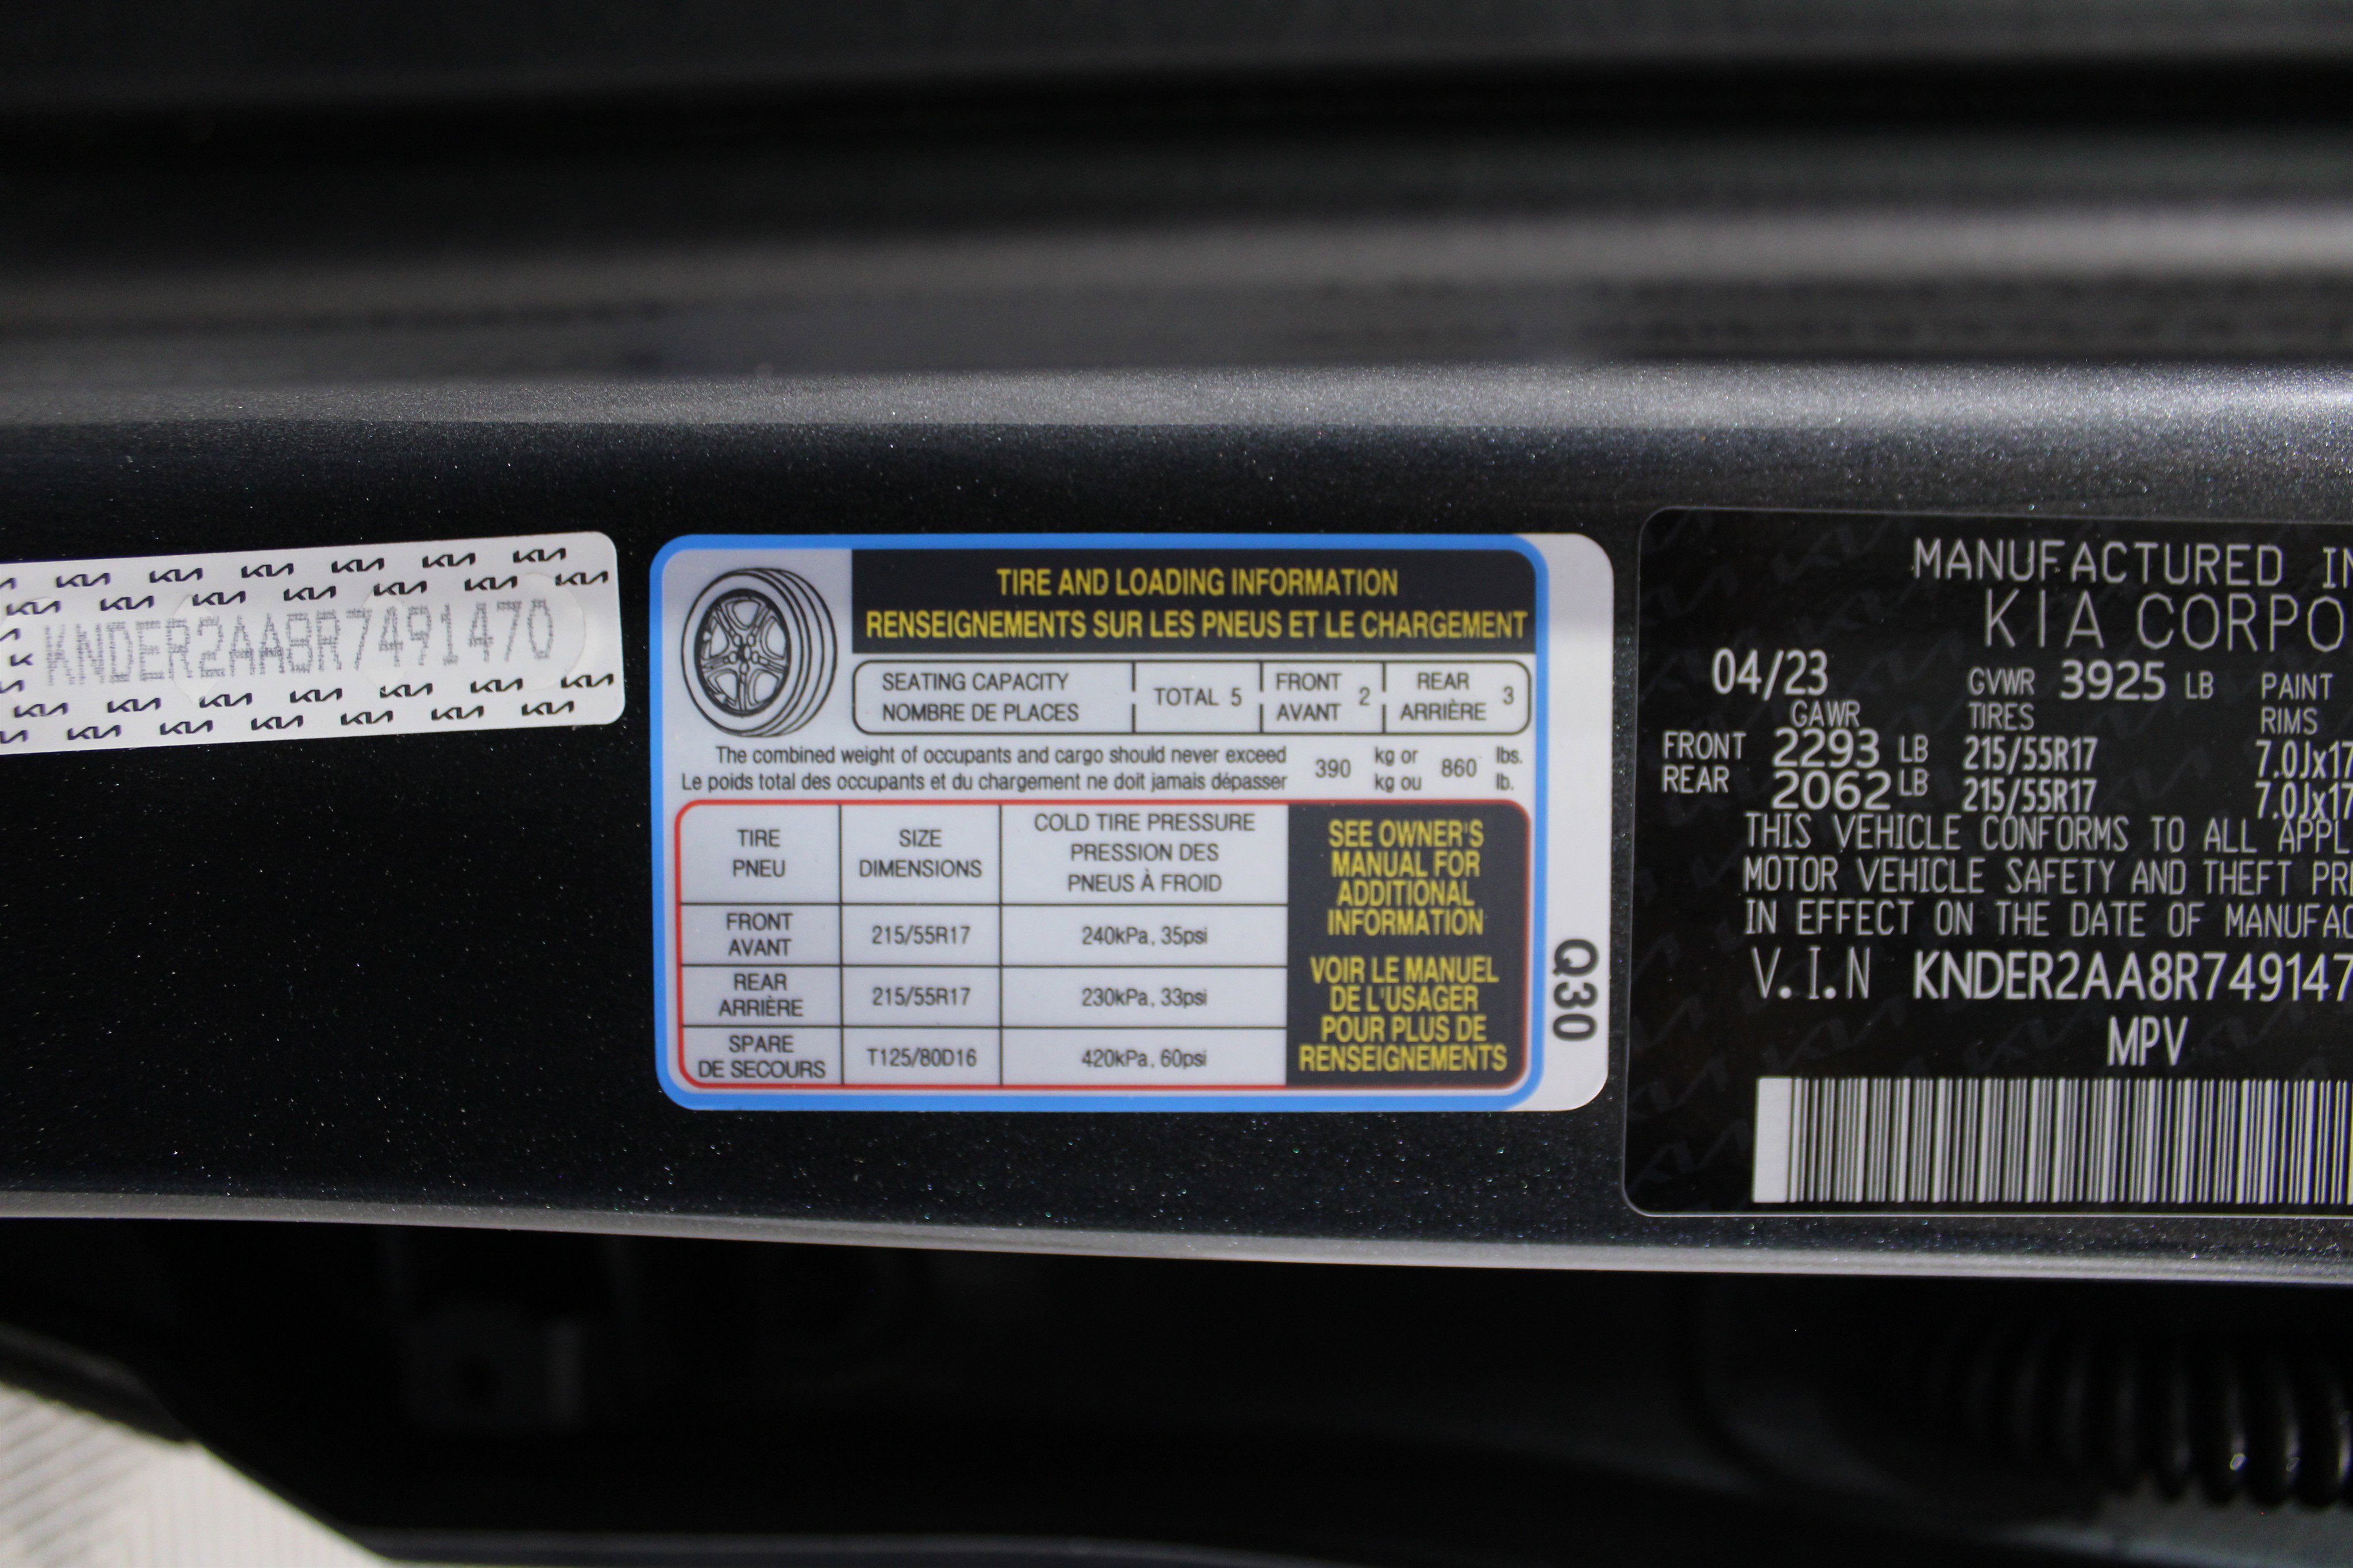 KNDER2AA8R7491470
TIRE AND LOADING INFORMATION
RENSEIGNEMENTS SUR LES PNEUS ET LE CHARGEMENT
SEATING CAPACITY
NOMBRE DE PLACES
TOTAL 5
FRONT
AVANT
2
REAR
ARRIÈRE
3
The combined weight of occupants and cargo should never exceed
Le poids total des occupants et du chargement ne doit jamais dépasser
390
kg or
kg ou
860
lbs.
lb.
TIRE
PNEU
SIZE
DIMENSIONS
COLD TIRE PRESSURE
PRESSION DES
PNEUS À FROID
FRONT
AVANT
215/55R17
240kPa, 35psi
REAR
ARRIÈRE
215/55R17
230kPa, 33psi
SPARE
DE SECOURS
T125/80D16
420kPa, 60psi
SEE OWNER'S
MANUAL FOR
ADDITIONAL
INFORMATION
VOIR LE MANUEL
DE L'USAGER
POUR PLUS DE
RENSEIGNEMENTS
Q30
MANUFACTURED IN
KIA CORPO
04/23 GVWR 3925 LB PAINT
GAWR TIRES RIMS
FRONT 2293 LB 215/55R17 7.0Jx17
REAR 2062 LB 215/55R17 7.0Jx17
THIS VEHICLE CONFORMS TO ALL APPL
MOTOR VEHICLE SAFETY AND THEFT PR
IN EFFECT ON THE DATE OF MANUFAC
V.I.N KNDER2AA8R749147
MPV